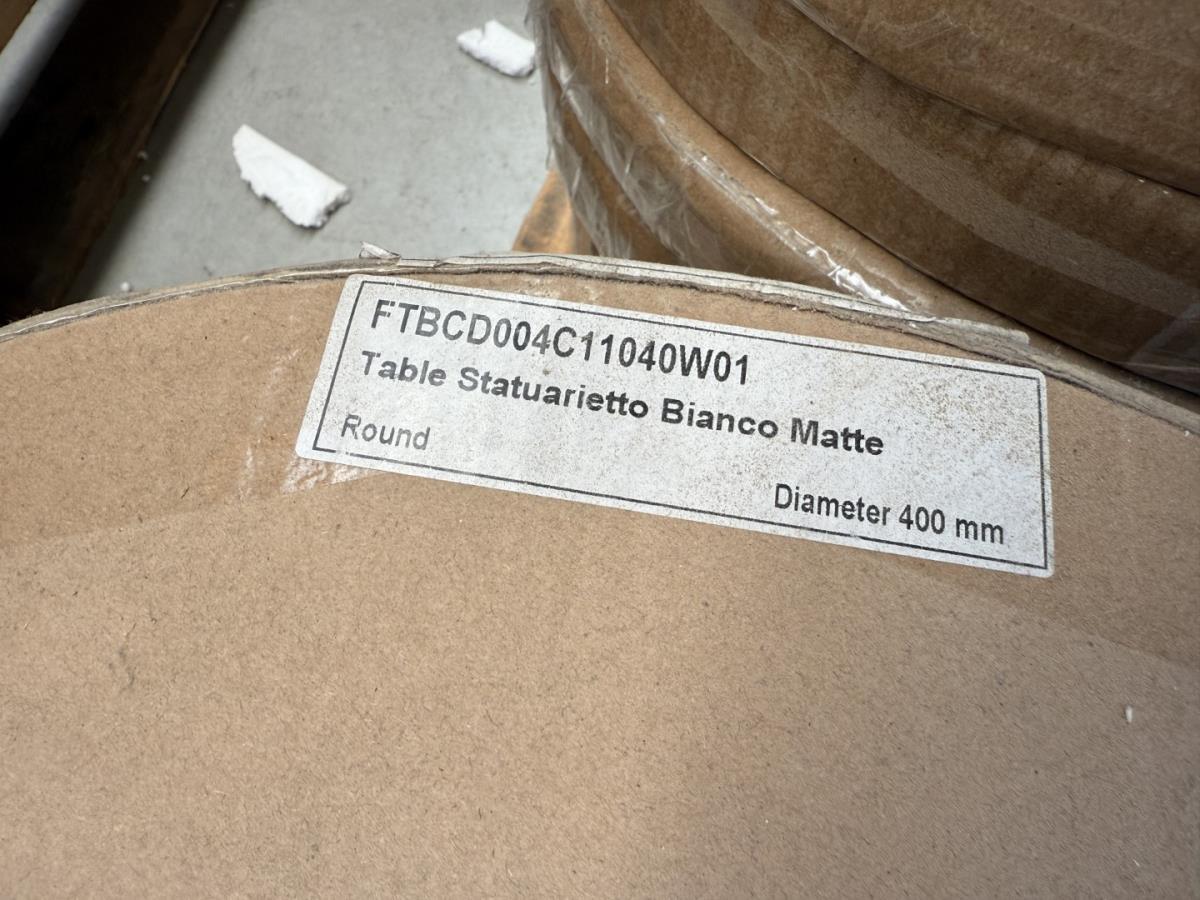 FTBCD004C11040W01
Table Statuarietto Bianco Matte
Round
Diameter 400 mm